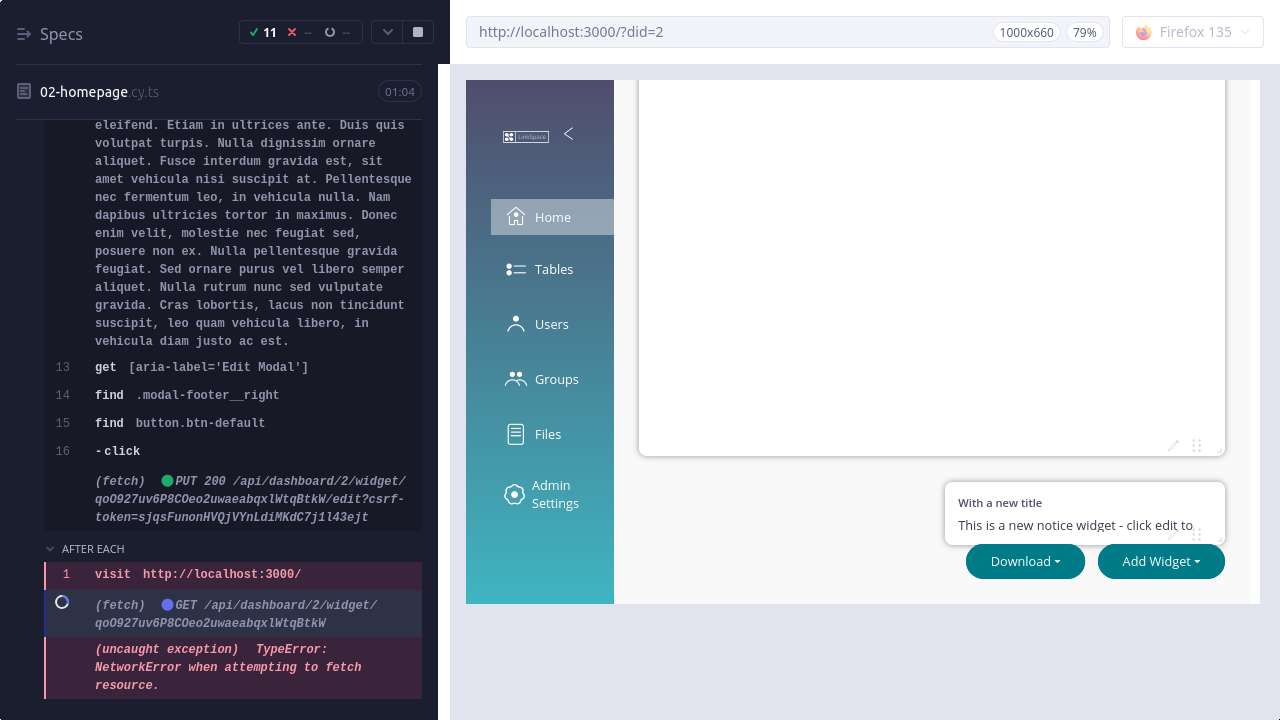 Specs
11
--
--
http://localhost:3000/?did=2
1000x660
79%
Firefox 135
02-homepage.cy.ts
01:04
eleifend. Etiam in ultrices ante. Duis quis
volutpat turpis. Nulla dignissim ornare
aliquet. Fusce interdum gravida est, sit
amet vehicula nisi suscipit at. Pellentesque
nec fermentum leo, in vehicula nulla. Nam
dapibus ultricies tortor in maximus. Donec
enim velit, molestie nec feugiat sed,
posuere non ex. Nulla pellentesque gravida
feugiat. Sed ornare purus vel libero semper
aliquet. Nulla rutrum nunc sed vulputate
gravida. Cras lobortis, lacus non tincidunt
suscipit, leo quam vehicula libero, in
vehicula diam justo ac est.
13 get [aria-label='Edit Modal']
14 find .modal-footer__right
15 find button.btn-default
16 -click
(fetch) PUT 200 /api/dashboard/2/widget/
qoO927uv6P8COeo2uwaeabqxlWtqBtkW/edit?csrf-
token=sjqsFunonHVQjVYnLdiMKdC7j1l43ejt
AFTER EACH
1 visit http://localhost:3000/
(fetch) GET /api/dashboard/2/widget/
qoO927uv6P8COeo2uwaeabqxlWtqBtkW
(uncaught exception) TypeError:
NetworkError when attempting to fetch
resource.
LinkSpace
Home
Tables
Users
Groups
Files
Admin
Settings
With a new title
This is a new notice widget - click edit to
Download
Add Widget